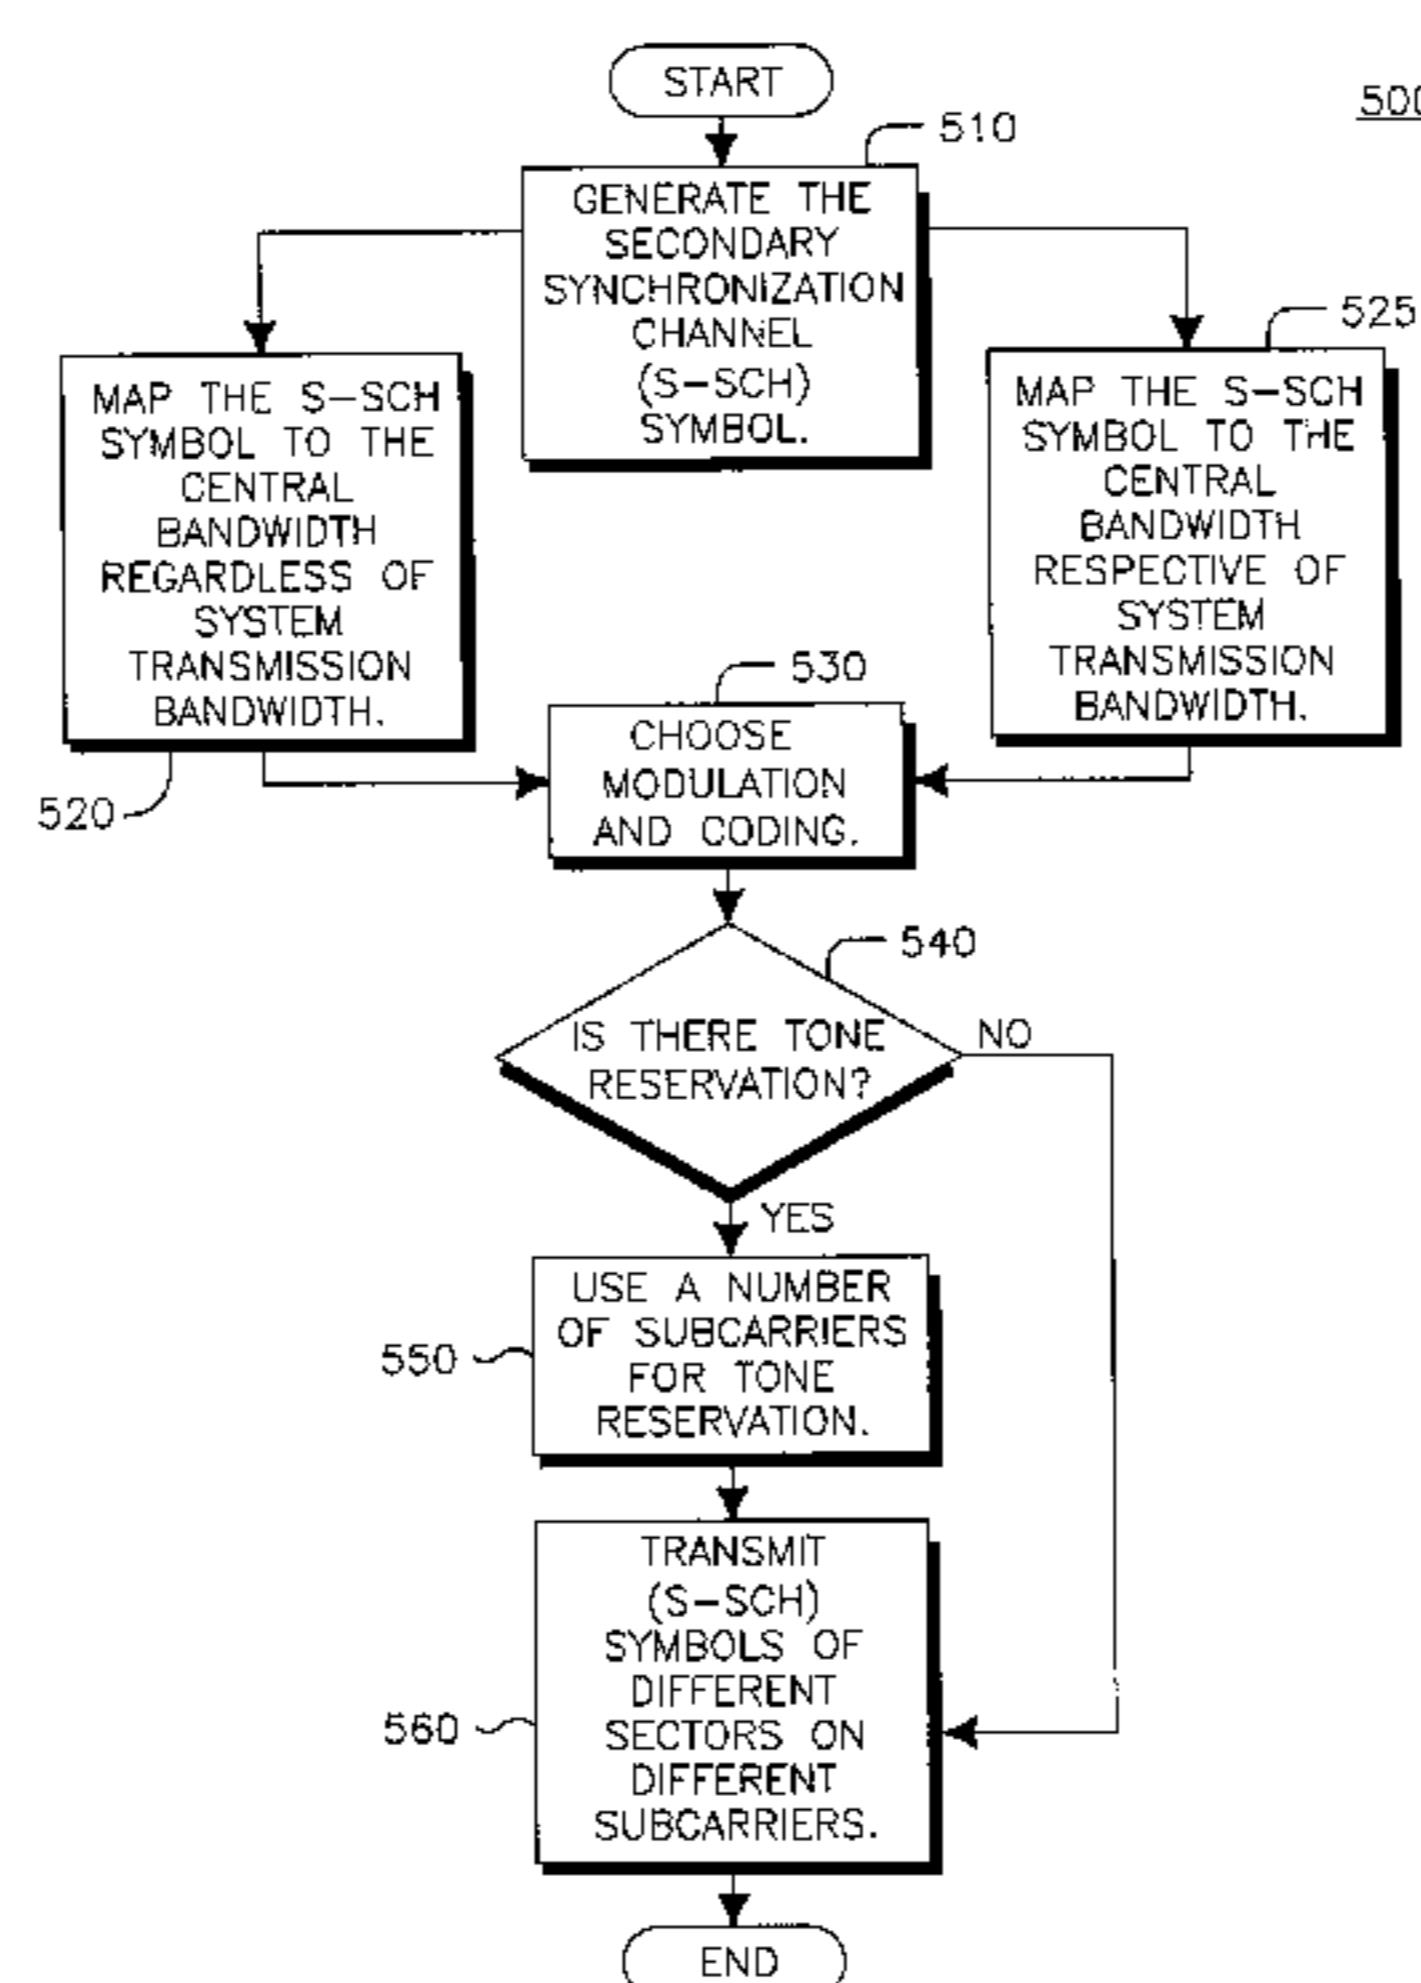 START
500
510
GENERATE THE
SECONDARY
SYNCHRONIZATION
CHANNEL
(S-SCH)
SYMBOL.
MAP THE S-SCH
SYMBOL TO THE
CENTRAL
BANDWIDTH
REGARDLESS OF
SYSTEM
TRANSMISSION
BANDWIDTH.
520
525
MAP THE S-SCH
SYMBOL TO THE
CENTRAL
BANDWIDTH
RESPECTIVE OF
SYSTEM
TRANSMISSION
BANDWIDTH.
530
CHOOSE
MODULATION
AND CODING.
540
IS THERE TONE
RESERVATION?
NO
YES
550
USE A NUMBER
OF SUBCARRIERS
FOR TONE
RESERVATION.
560
TRANSMIT
(S-SCH)
SYMBOLS OF
DIFFERENT
SECTORS ON
DIFFERENT
SUBCARRIERS.
END